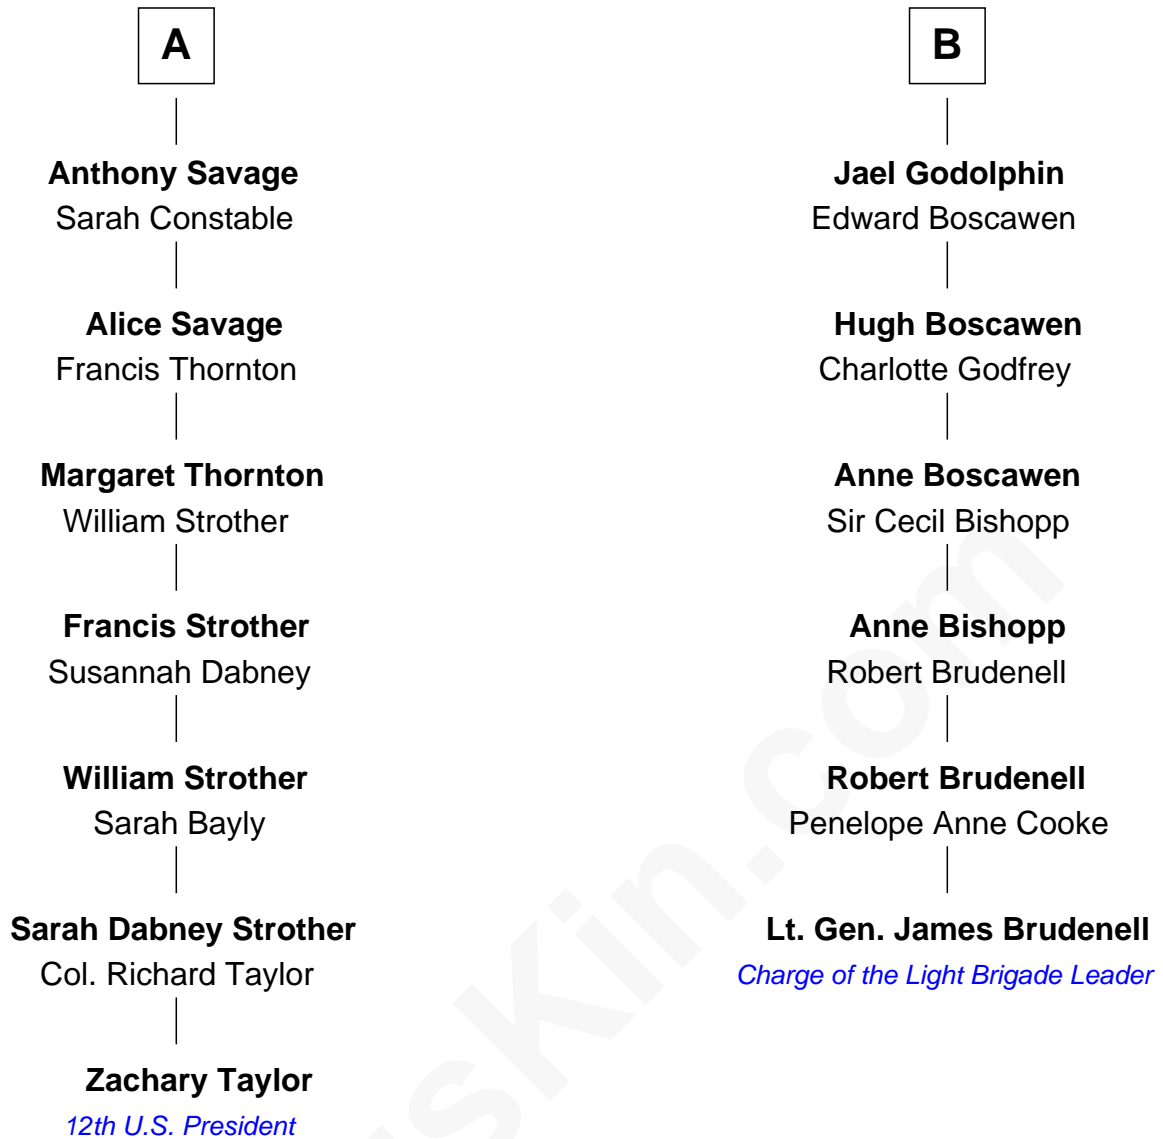 A
Anthony Savage
Sarah Constable
Alice Savage
Francis Thornton
Margaret Thornton
William Strother
Francis Strother
Susannah Dabney
William Strother
Sarah Bayly
Sarah Dabney Strother
Col. Richard Taylor
Zachary Taylor
12th U.S. President
B
Jael Godolphin
Edward Boscawen
Hugh Boscawen
Charlotte Godfrey
Anne Boscawen
Sir Cecil Bishopp
Anne Bishopp
Robert Brudenell
Robert Brudenell
Penelope Anne Cooke
Lt. Gen. James Brudenell
Charge of the Light Brigade Leader
sKin.com